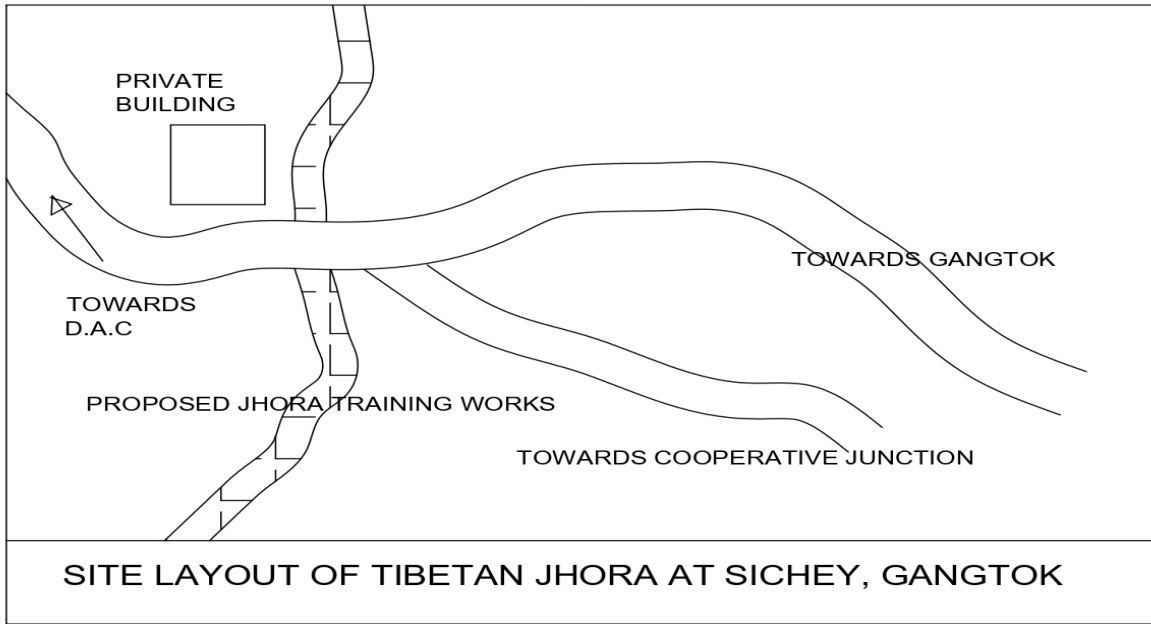 PRIVATE
BUILDING
TOWARDS GANGTOK
TOWARDS
D.A.C
PROPOSED JHORA TRAINING WORKS
TOWARDS COOPERATIVE JUNCTION
SITE LAYOUT OF TIBETAN JHORA AT SICHEY, GANGTOK